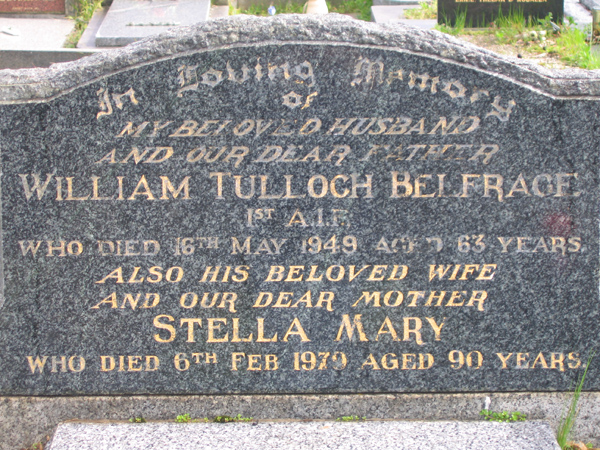 In Loving Memory
of
MY BELOVED HUSBAND
AND OUR DEAR FATHER
WILLIAM TULLOCH BELFRAGE.
1ST A.I.F.
WHO DIED 16TH MAY 1949 AGED 63 YEARS.
ALSO HIS BELOVED WIFE
AND OUR DEAR MOTHER
STELLA MARY
WHO DIED 6TH FEB 1979 AGED 90 YEARS.